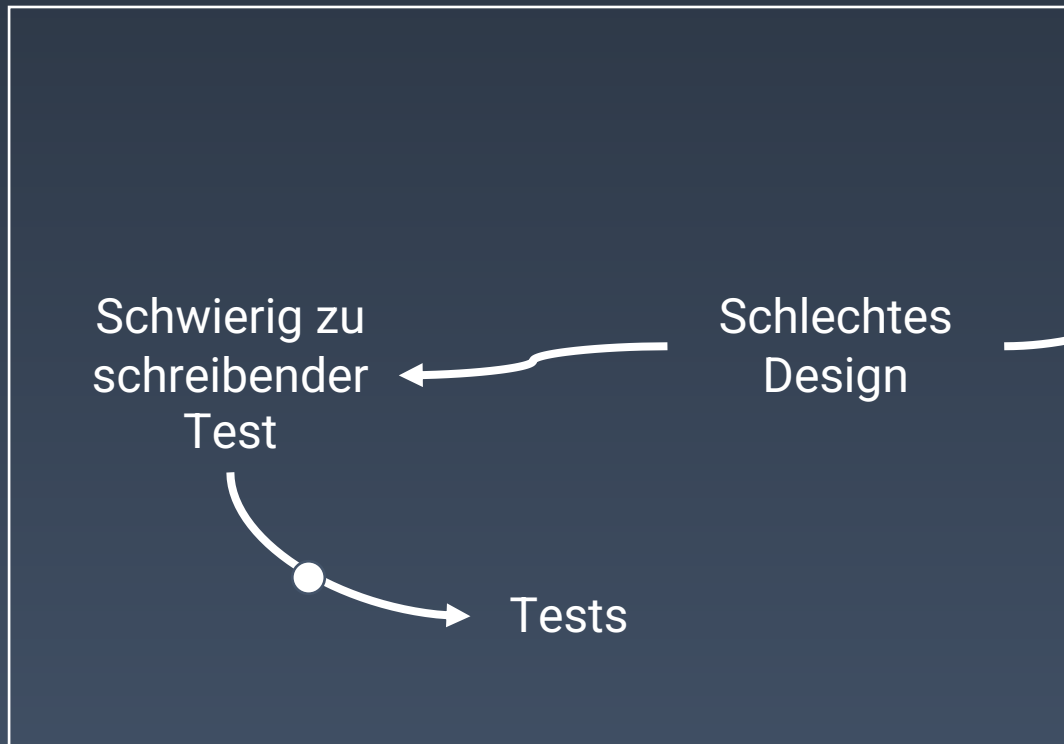 Schwierig zu
schreibender
Test
Schlechtes
Design
Tests